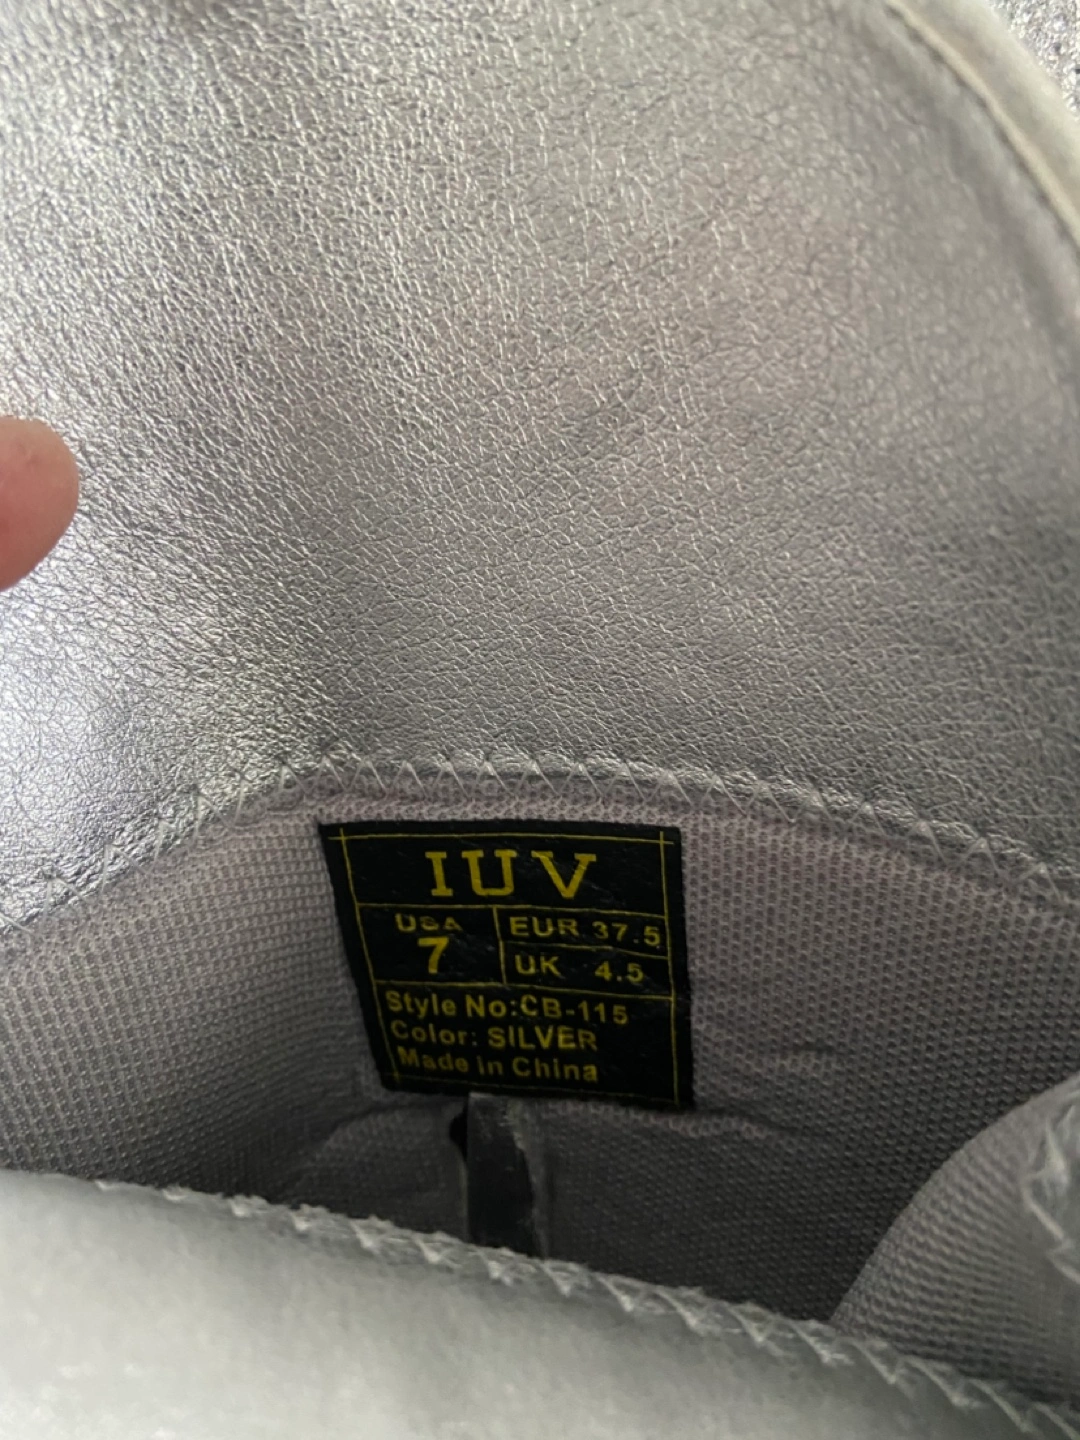 IUV
USA
7
EUR 37.5
UK 4.5
Style No:CB-115
Color: SILVER
Made in China